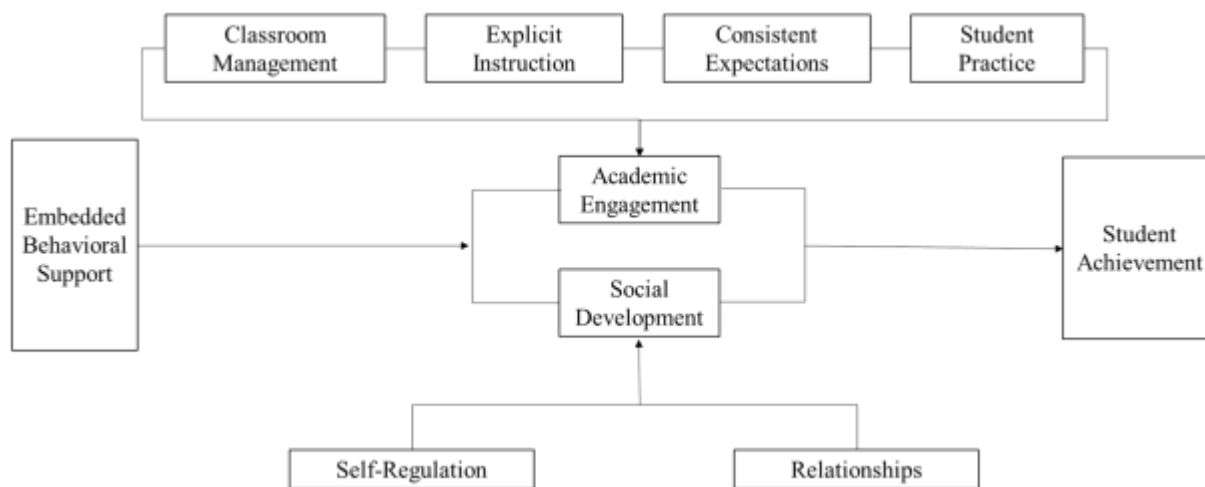 Classroom
Management
Explicit
Instruction
Consistent
Expectations
Student
Practice
Embedded
Behavioral
Support
Academic
Engagement
Social
Development
Student
Achievement
Self-Regulation
Relationships